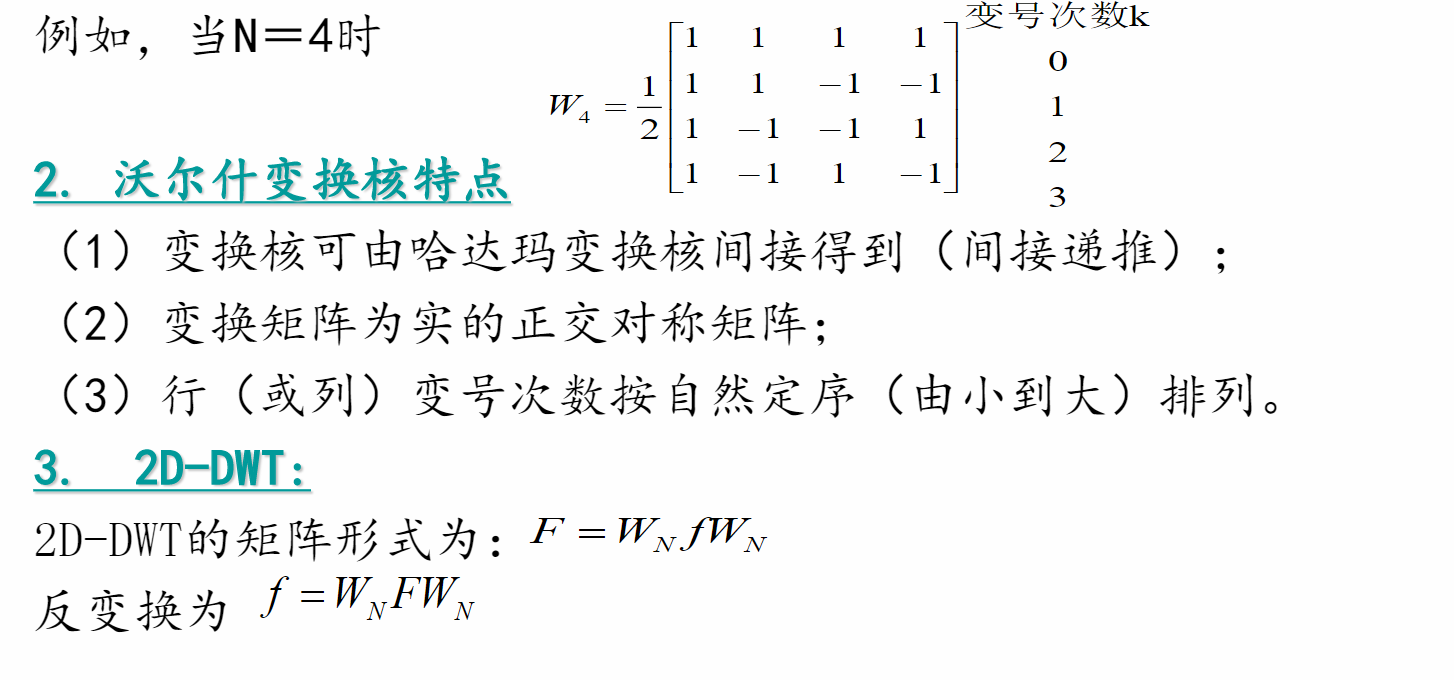 例如，当N＝4时
变号次数k
W₄ = 1/2 [
1 1 1 1
1 1 −1 −1
1 −1 −1 1
1 −1 1 −1
]
0
1
2
3
2. 沃尔什变换核特点
（1）变换核可由哈达玛变换核间接得到（间接递推）；
（2）变换矩阵为实的正交对称矩阵；
（3）行（或列）变号次数按自然定序（由小到大）排列。
3. 2D-DWT：
2D-DWT的矩阵形式为：F = W_N f W_N
反变换为 f = W_N F W_N